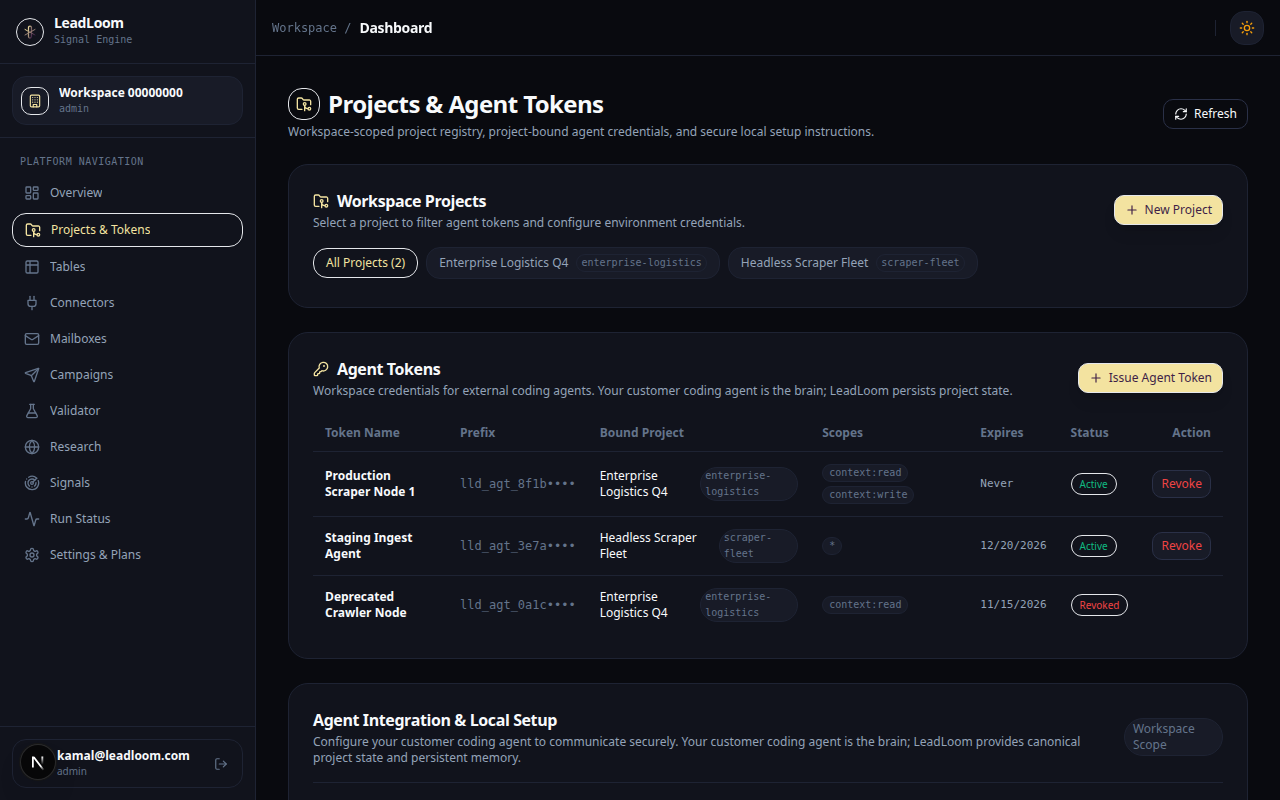 LeadLoom
Signal Engine
Workspace 00000000
admin
PLATFORM NAVIGATION
Overview
Projects & Tokens
Tables
Connectors
Mailboxes
Campaigns
Validator
Research
Signals
Run Status
Settings & Plans
N
kamal@leadloom.com
admin
Workspace / Dashboard
Projects & Agent Tokens
Workspace-scoped project registry, project-bound agent credentials, and secure local setup instructions.
Refresh
Workspace Projects
Select a project to filter agent tokens and configure environment credentials.
New Project
All Projects (2) Enterprise Logistics Q4 enterprise-logistics Headless Scraper Fleet scraper-fleet
Agent Tokens
Workspace credentials for external coding agents. Your customer coding agent is the brain; LeadLoom persists project state.
Issue Agent Token
Token Name Prefix Bound Project Scopes Expires Status Action
Production
Scraper Node 1
lld_agt_8f1b••••
Enterprise
Logistics Q4
enterprise-
logistics
context:read
context:write
Never
Active
Revoke
Staging Ingest
Agent
lld_agt_3e7a••••
Headless Scraper
Fleet
scraper-
fleet
*
12/20/2026
Active
Revoke
Deprecated
Crawler Node
lld_agt_0a1c••••
Enterprise
Logistics Q4
enterprise-
logistics
context:read
11/15/2026
Revoked
Agent Integration & Local Setup
Configure your customer coding agent to communicate securely. Your customer coding agent is the brain; LeadLoom provides canonical
project state and persistent memory.
Workspace
Scope